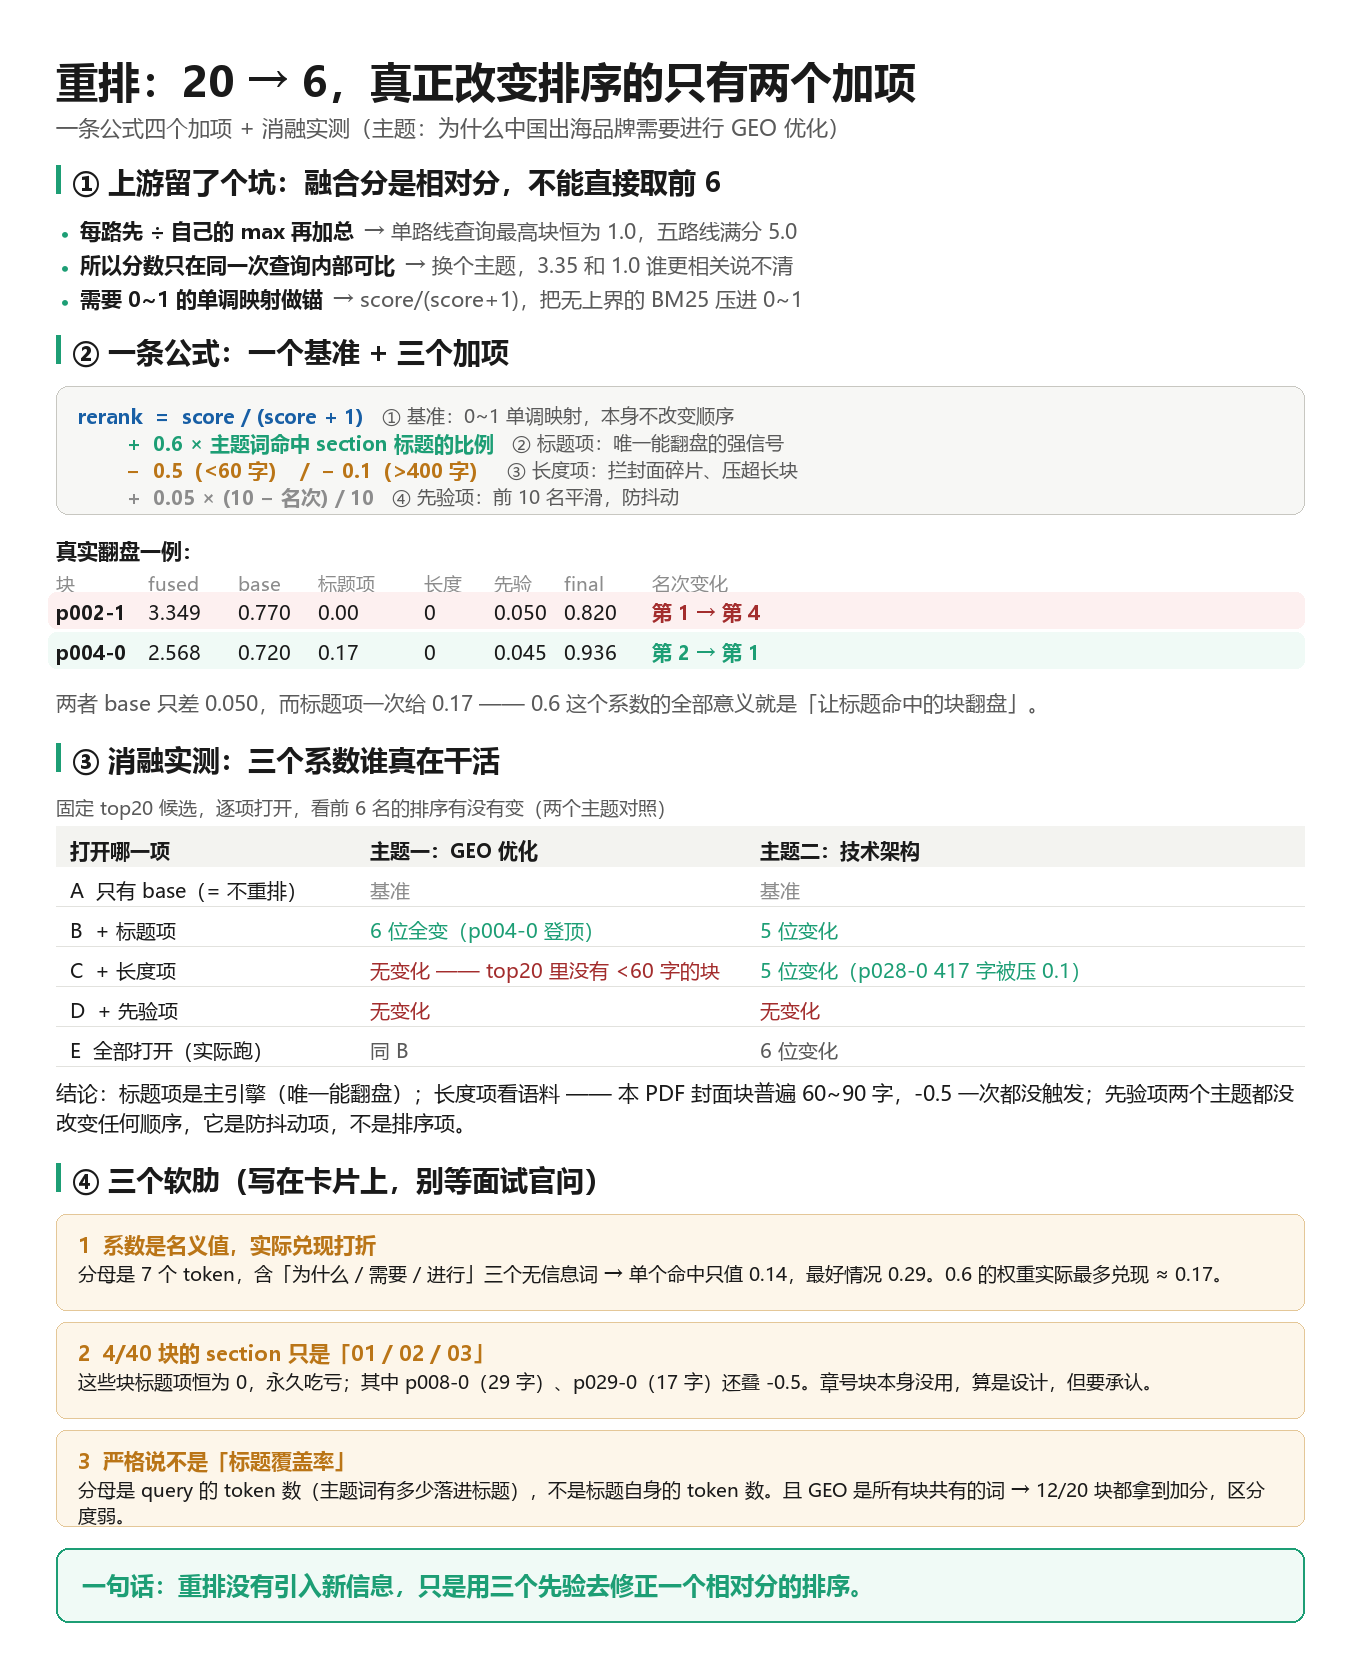 重排：20 → 6，真正改变排序的只有两个加项
一条公式四个加项 + 消融实测（主题：为什么中国出海品牌需要进行 GEO 优化）
① 上游留了个坑：融合分是相对分，不能直接取前 6
• 每路先 ÷ 自己的 max 再加总 → 单路线查询最高块恒为 1.0，五路线满分 5.0
• 所以分数只在同一次查询内部可比 → 换个主题，3.35 和 1.0 谁更相关说不清
• 需要 0~1 的单调映射做锚 → score/(score+1)，把无上界的 BM25 压进 0~1
② 一条公式：一个基准 + 三个加项
rerank = score / (score + 1) ① 基准：0~1 单调映射，本身不改变顺序
+ 0.6 × 主题词命中 section 标题的比例 ② 标题项：唯一能翻盘的强信号
− 0.5（<60 字） / − 0.1（>400 字） ③ 长度项：拦封面碎片、压超长块
+ 0.05 × (10 − 名次) / 10 ④ 先验项：前 10 名平滑，防抖动
真实翻盘一例：
块 fused base 标题项 长度 先验 final 名次变化
p002-1 3.349 0.770 0.00 0 0.050 0.820 第 1 → 第 4
p004-0 2.568 0.720 0.17 0 0.045 0.936 第 2 → 第 1
两者 base 只差 0.050，而标题项一次给 0.17 —— 0.6 这个系数的全部意义就是「让标题命中的块翻盘」。
③ 消融实测：三个系数谁真在干活
固定 top20 候选，逐项打开，看前 6 名的排序有没有变（两个主题对照）
打开哪一项 主题一：GEO 优化 主题二：技术架构
A 只有 base（= 不重排） 基准 基准
B + 标题项 6 位全变（p004-0 登顶） 5 位变化
C + 长度项 无变化 —— top20 里没有 <60 字的块 5 位变化（p028-0 417 字被压 0.1）
D + 先验项 无变化 无变化
E 全部打开（实际跑） 同 B 6 位变化
结论：标题项是主引擎（唯一能翻盘）；长度项看语料 —— 本 PDF 封面块普遍 60~90 字，-0.5 一次都没触发；先验项两个主题都没
改变任何顺序，它是防抖动项，不是排序项。
④ 三个软肋（写在卡片上，别等面试官问）
1 系数是名义值，实际兑现打折
分母是 7 个 token，含「为什么 / 需要 / 进行」三个无信息词 → 单个命中只值 0.14，最好情况 0.29。0.6 的权重实际最多兑现 ≈ 0.17。
2 4/40 块的 section 只是「01 / 02 / 03」
这些块标题项恒为 0，永久吃亏；其中 p008-0（29 字）、p029-0（17 字）还叠 -0.5。章号块本身没用，算是设计，但要承认。
3 严格说不是「标题覆盖率」
分母是 query 的 token 数（主题词有多少落进标题），不是标题自身的 token 数。且 GEO 是所有块共有的词 → 12/20 块都拿到加分，区分
度弱。
一句话：重排没有引入新信息，只是用三个先验去修正一个相对分的排序。